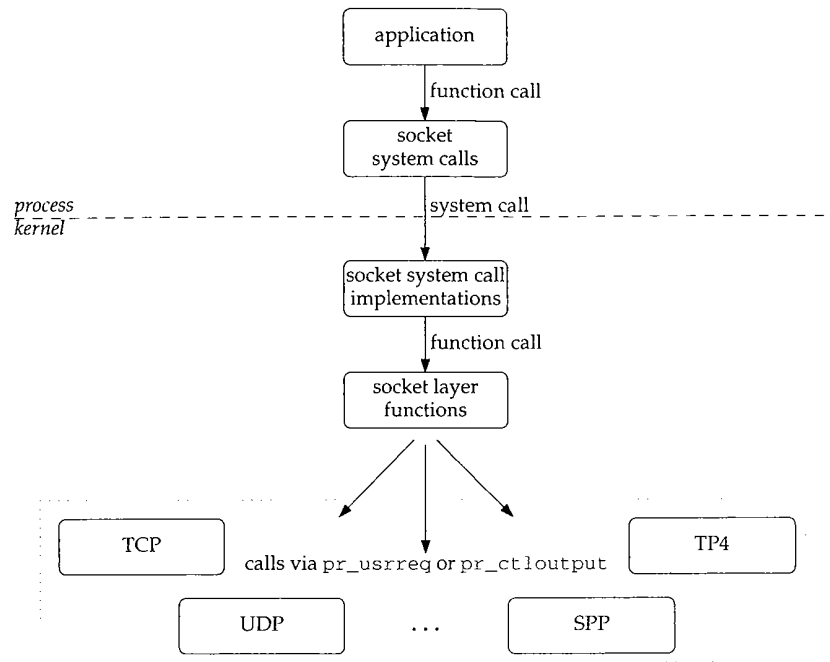 application
function call
socket
system calls
process
system call
kernel
socket system call
implementations
function call
socket layer
functions
TCP
TP4
calls via pr_usrreq or pr_ctloutput
UDP
...
SPP